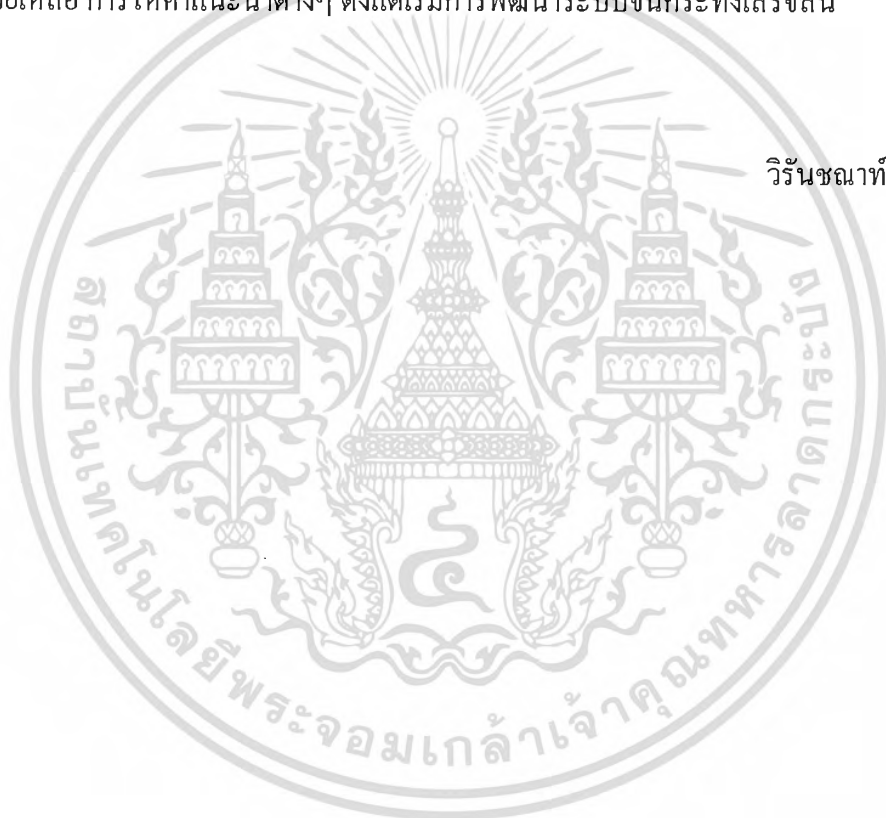 การให้คำแนะนำต่างๆ ตั้งแต่เริ่มการพัฒนาระบบจนกระทั่งเสร็จสิ้น
วิรันชณาท์
สถาบันเทคโนโลยีพระจอมเกล้าเจ้าคุณทหารลาดกระบัง
๔